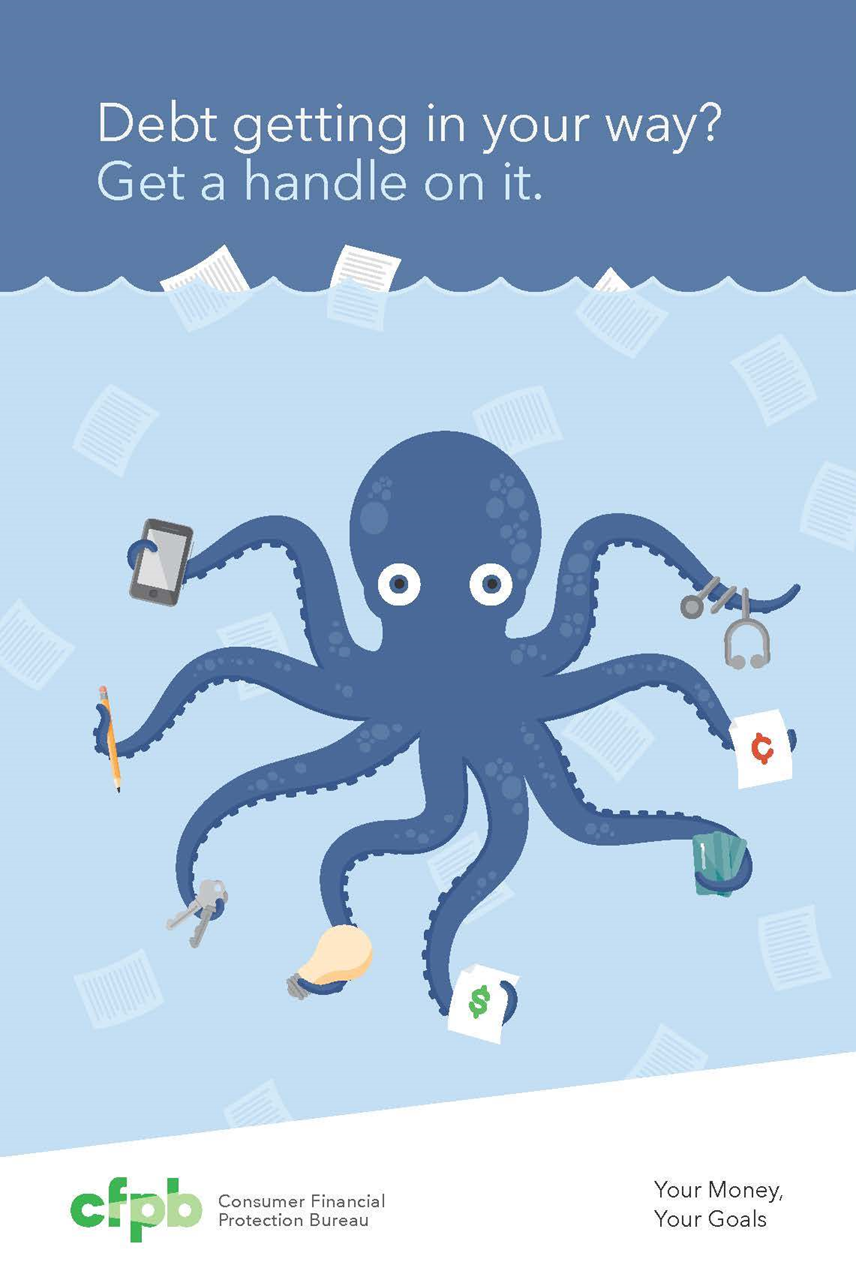 Debt getting in your way?
Get a handle on it.
¢
$
cfpb
Consumer Financial
Protection Bureau
Your Money,
Your Goals